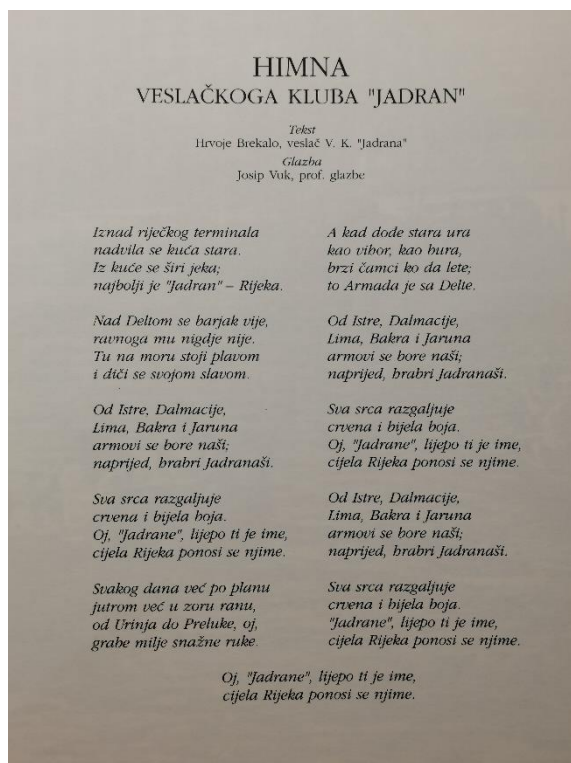 HIMNA
VESLAČKOGA KLUBA "JADRAN"
Tekst
Hrvoje Brekalo, veslač V. K. "Jadrana"
Glazba
Josip Vuk, prof. glazbe
Iznad riječkog terminala
nadvila se kuća stara.
Iz kuće se širi jeka;
najbolji je "Jadran" – Rijeka.
Nad Deltom se barjak vije,
ravnoga mu nigdje nije.
Tu na moru stoji plavom
i diči se svojom slavom.
Od Istre, Dalmacije,
Lima, Bakra i Jaruna
armovi se bore naši;
naprijed, hrabri Jadranaši.
Sva srca razgaljuje
crvena i bijela boja.
Oj, "Jadrane", lijepo ti je ime,
cijela Rijeka ponosi se njime.
Svakog dana već po planu
jutrom već u zoru ranu,
od Urinja do Preluke, oj,
grabe milje snažne ruke.
A kad dođe stara ura
kao vihor, kao bura,
brzi čamci ko da lete;
to Armada je sa Delte.
Od Istre, Dalmacije,
Lima, Bakra i Jaruna
armovi se bore naši;
naprijed, hrabri Jadranaši.
Sva srca razgaljuje
crvena i bijela boja.
Oj, "Jadrane", lijepo ti je ime,
cijela Rijeka ponosi se njime.
Od Istre, Dalmacije,
Lima, Bakra i Jaruna
armovi se bore naši;
naprijed, hrabri Jadranaši.
Sva srca razgaljuje
crvena i bijela boja.
"Jadrane", lijepo ti je ime,
cijela Rijeka ponosi se njime.
Oj, "Jadrane", lijepo ti je ime,
cijela Rijeka ponosi se njime.